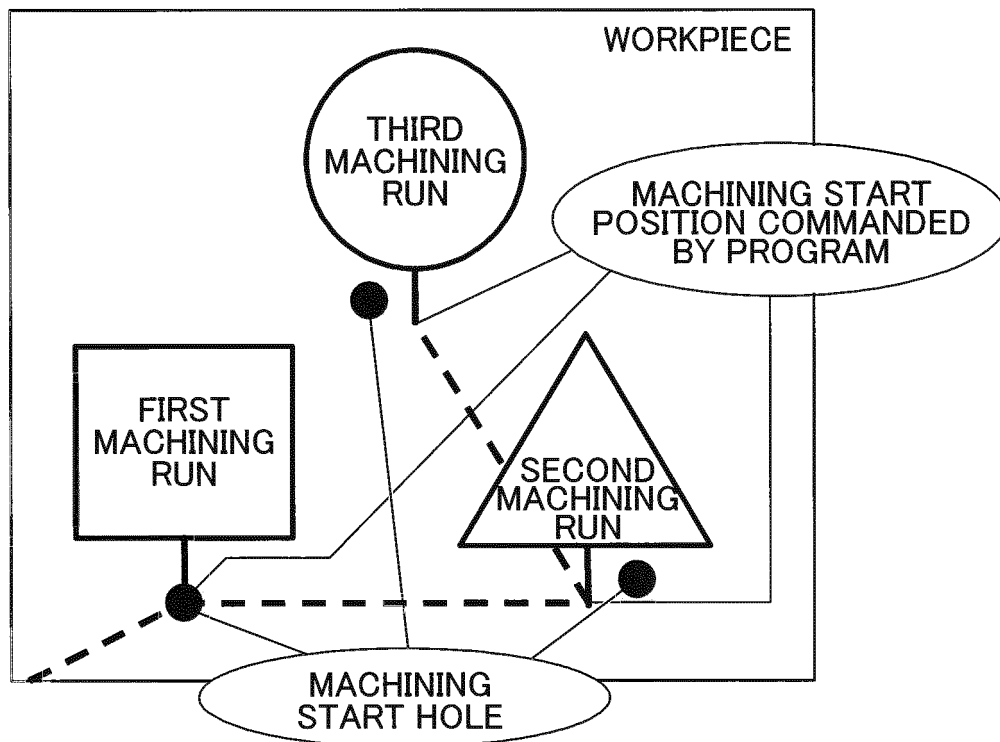 WORKPIECE
THIRD
MACHINING
RUN
MACHINING START
POSITION COMMANDED
BY PROGRAM
FIRST
MACHINING
RUN
SECOND
MACHINING
RUN
MACHINING
START HOLE